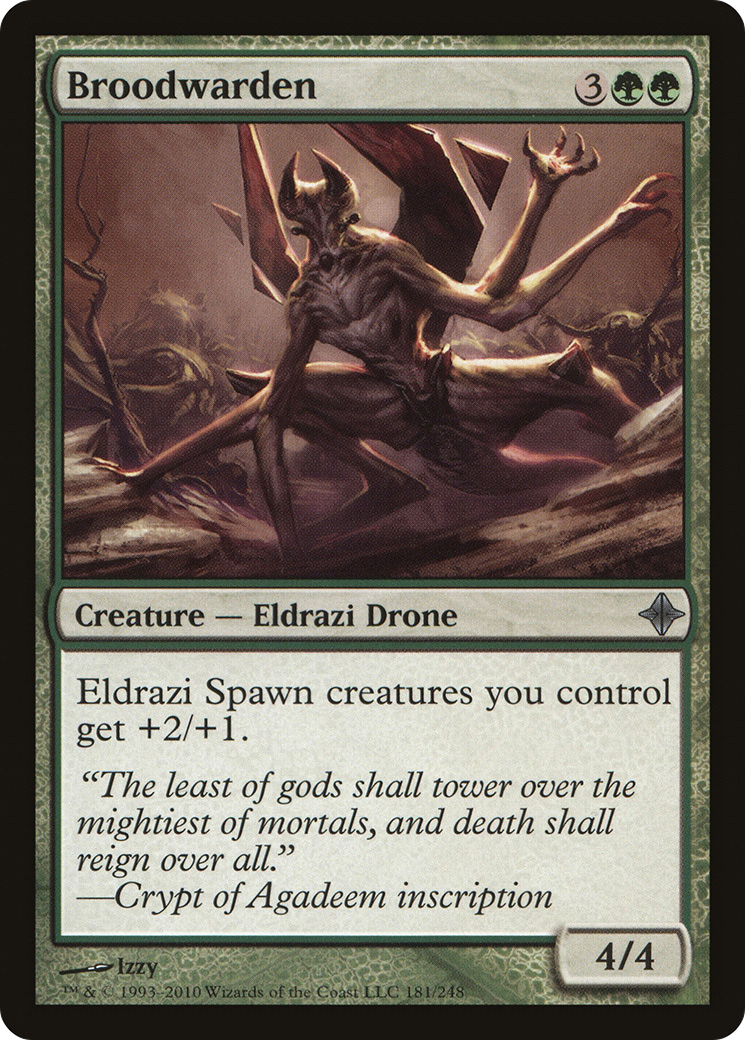 Broodwarden 3
Creature — Eldrazi Drone
Eldrazi Spawn creatures you control
get +2/+1.
“The least of gods shall tower over the
mightiest of mortals, and death shall
reign over all.”
—Crypt of Agadeem inscription
4/4
Izzy
™ & © 1993–2010 Wizards of the Coast LLC 181/248